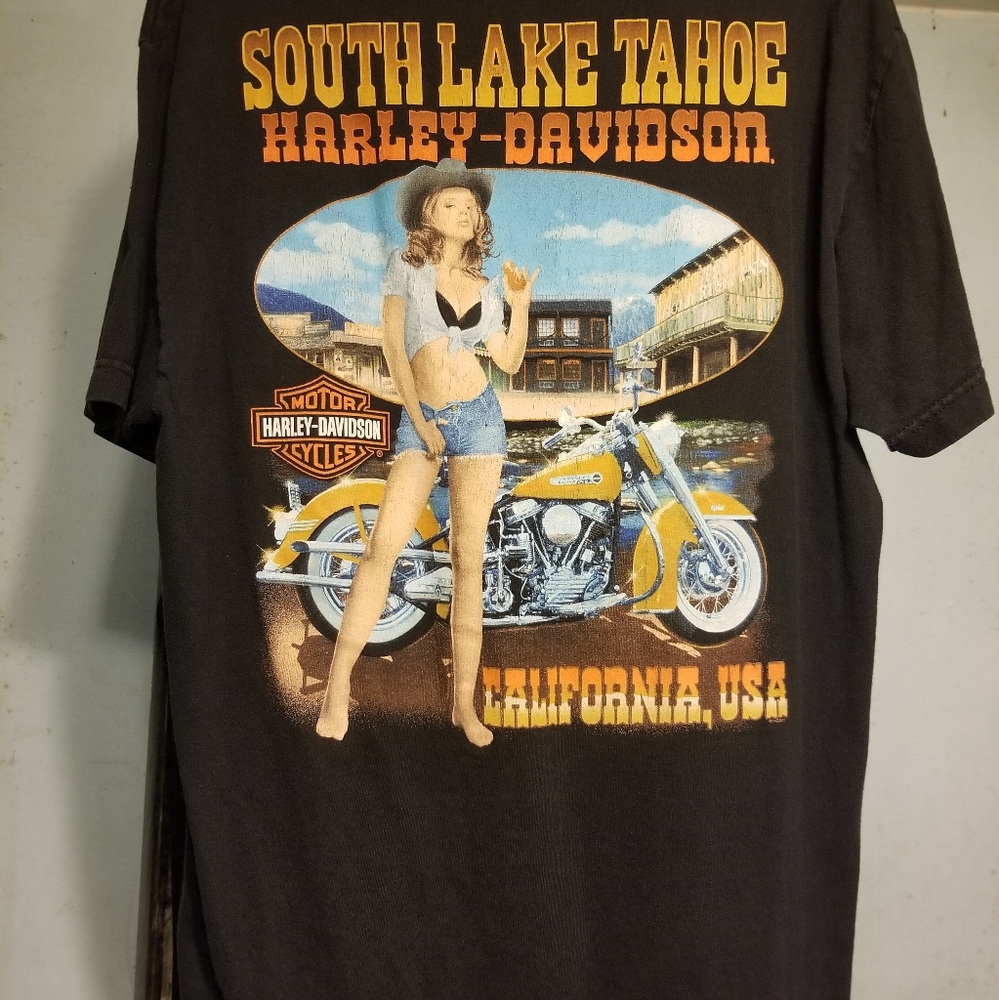 SOUTH LAKE TAHOE
HARLEY-DAVIDSON.
MOTOR
HARLEY-DAVIDSON
CYCLES
®
CALIFORNIA, USA